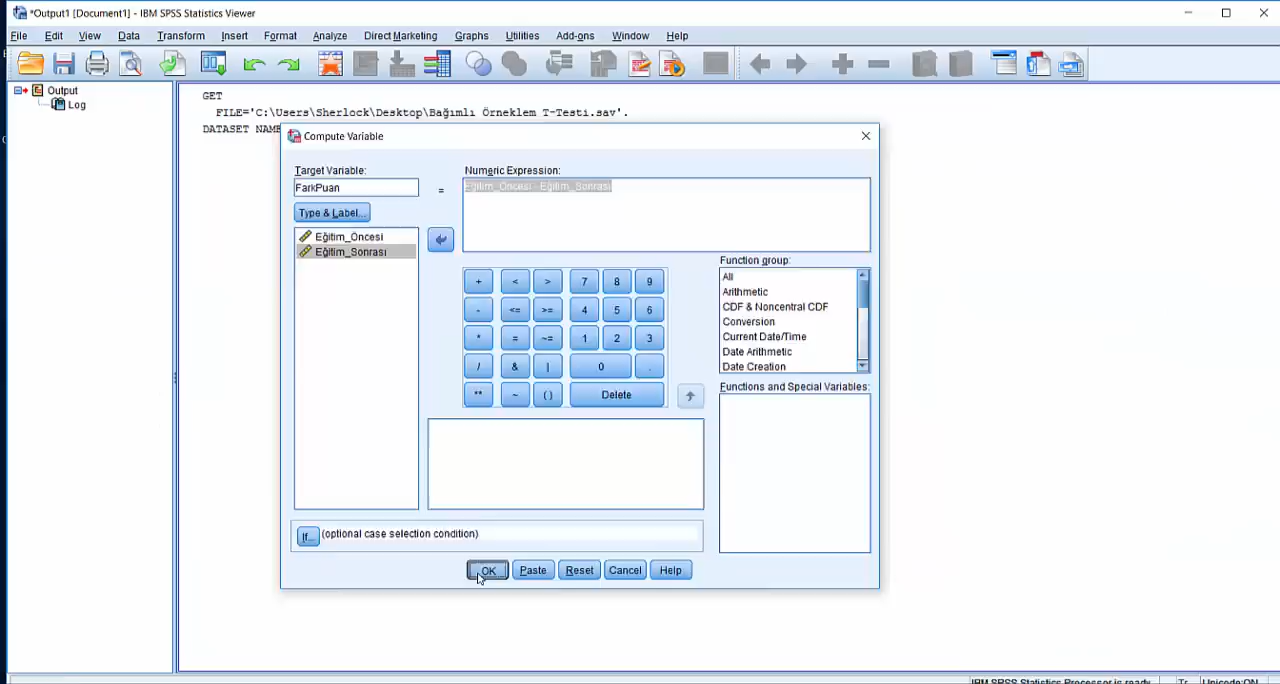 *Output1 [Document1] - IBM SPSS Statistics Viewer
File Edit View Data Transform Insert Format Analyze Direct Marketing Graphs Utilities Add-ons Window Help
Output
Log
GET
FILE='C:\Users\Sherlock\Desktop\Bağımlı Örneklem T-Testi.sav'.
DATASET NAM
Compute Variable
Target Variable:
FarkPuan
=
Numeric Expression:
Eğitim_Öncesi - Eğitim_Sonrası
Type & Label...
Eğitim_Öncesi
Eğitim_Sonrası
+ < > 7 8 9
- <= >= 4 5 6
* = ~= 1 2 3
/ & | 0 .
** ~ ( ) Delete
Function group:
All
Arithmetic
CDF & Noncentral CDF
Conversion
Current Date/Time
Date Arithmetic
Date Creation
Functions and Special Variables:
If... (optional case selection condition)
OK Paste Reset Cancel Help
IBM SPSS Statistics Processor is ready Tr Unicode:ON